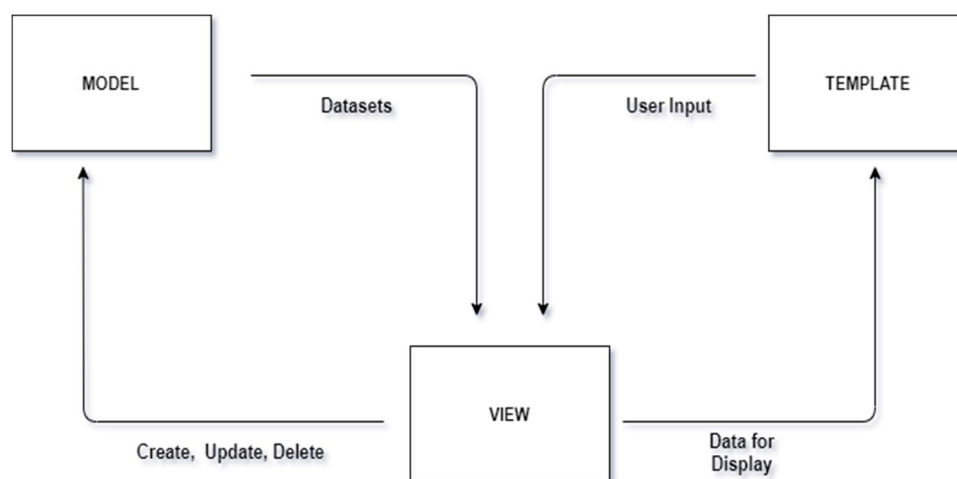 MODEL
TEMPLATE
Datasets
User Input
VIEW
Create, Update, Delete
Data for
Display